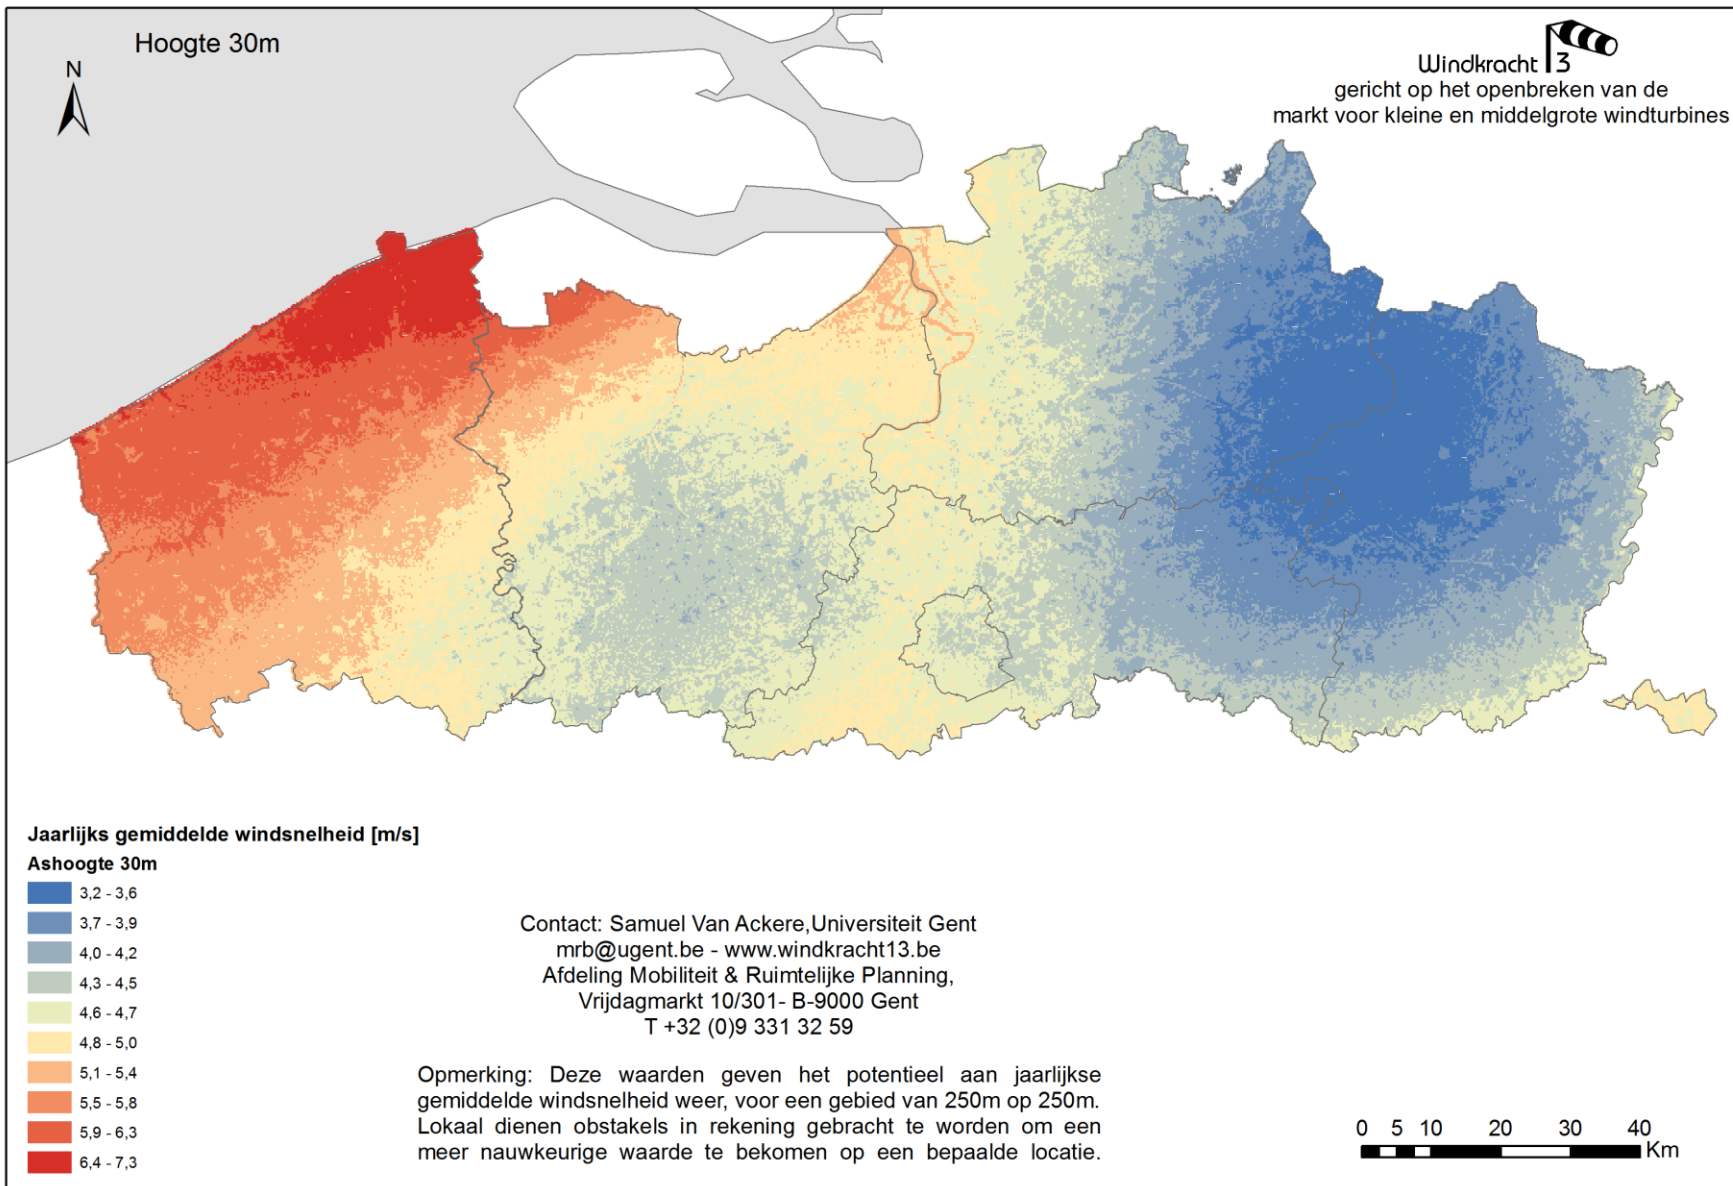 Hoogte 30m
N
Windkracht 13
gericht op het openbreken van de
markt voor kleine en middelgrote windturbines
Jaarlijks gemiddelde windsnelheid [m/s]
Ashoogte 30m
3,2 - 3,6
3,7 - 3,9
4,0 - 4,2
4,3 - 4,5
4,6 - 4,7
4,8 - 5,0
5,1 - 5,4
5,5 - 5,8
5,9 - 6,3
6,4 - 7,3
Contact: Samuel Van Ackere,Universiteit Gent
mrb@ugent.be - www.windkracht13.be
Afdeling Mobiliteit & Ruimtelijke Planning,
Vrijdagmarkt 10/301- B-9000 Gent
T +32 (0)9 331 32 59
Opmerking: Deze waarden geven het potentieel aan jaarlijkse
gemiddelde windsnelheid weer, voor een gebied van 250m op 250m.
Lokaal dienen obstakels in rekening gebracht te worden om een
meer nauwkeurige waarde te bekomen op een bepaalde locatie.
0 5 10 20 30 40
Km